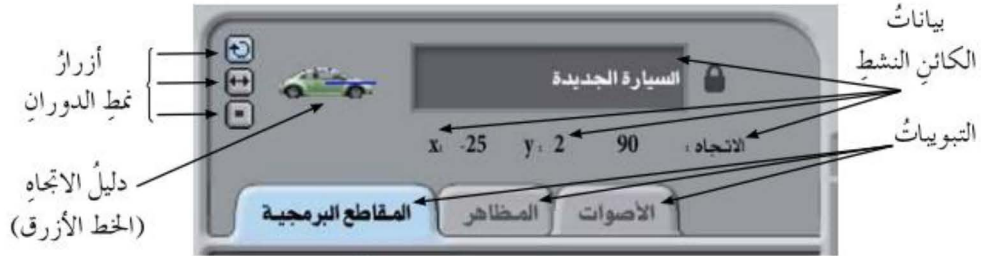 بياناتُ
الكائنِ النشطِ
التبويباتُ
السيارة الجديدة
الاتجاه : 90 y: 2 x: -25
الأصوات المظاهر المقاطع البرمجية
أزرارُ
نمطِ الدورانِ
دليلُ الاتجاهِ
(الخط الأزرق)